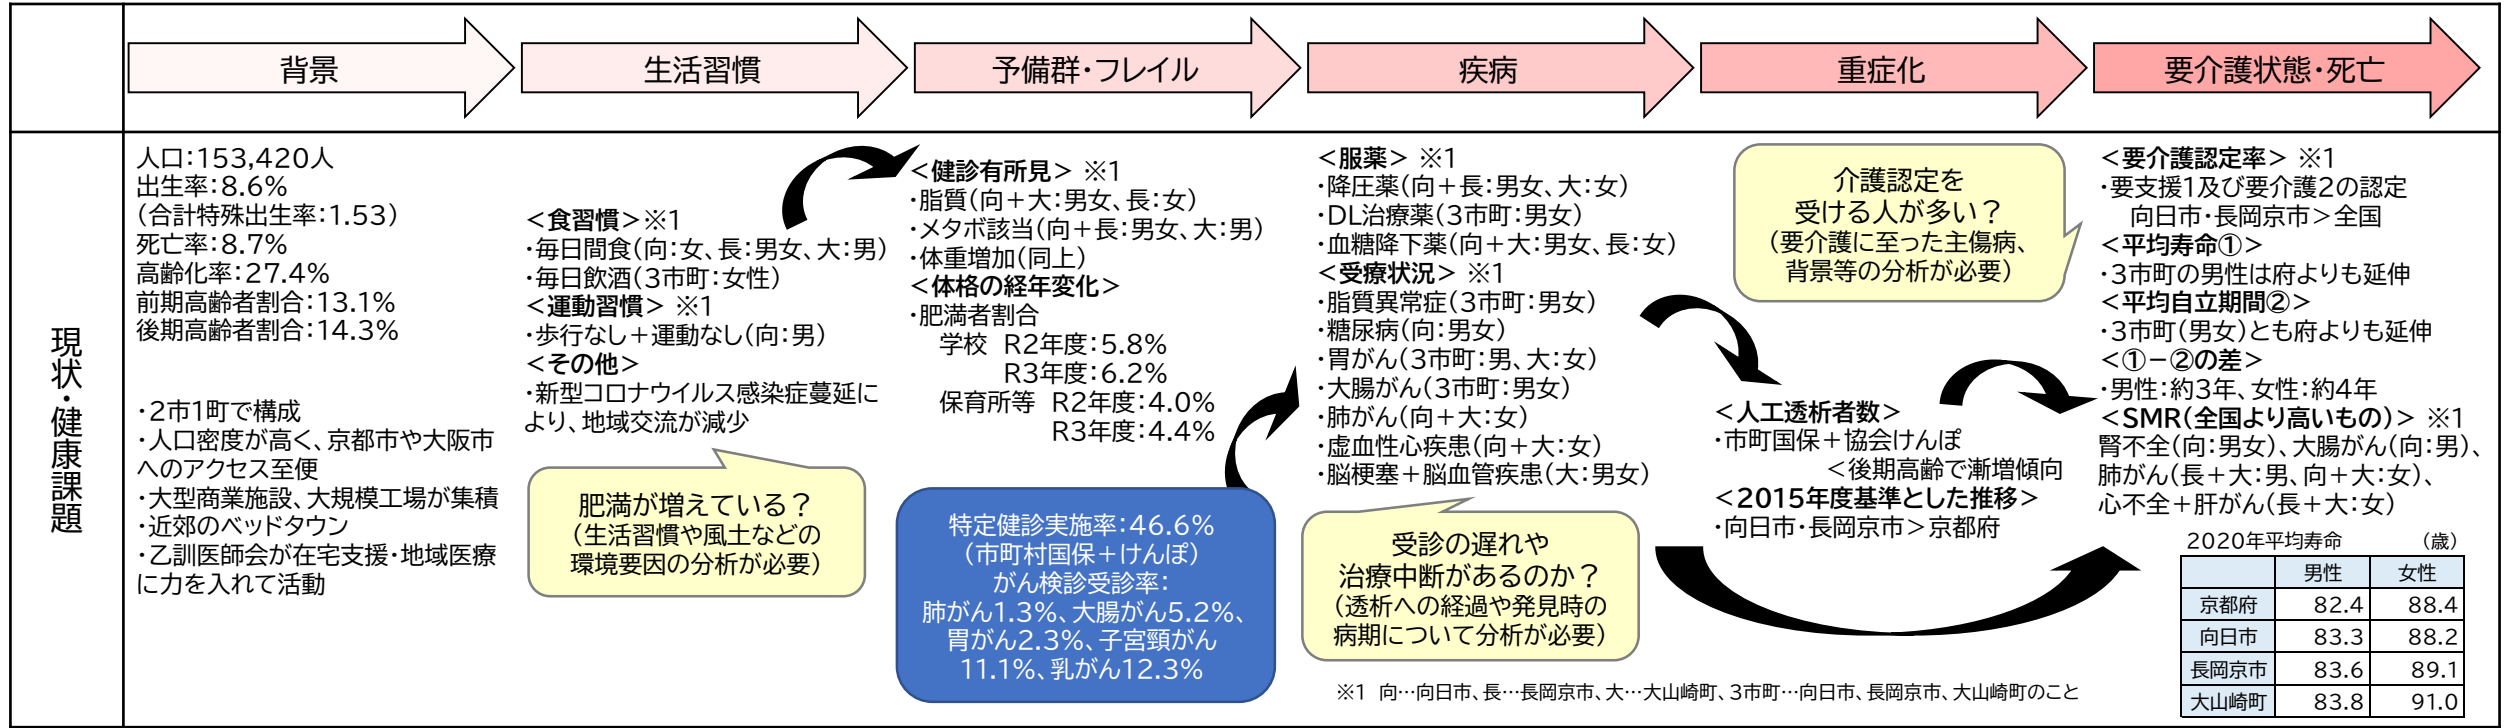 背景
生活習慣
予備群・フレイル
疾病
重症化
要介護状態・死亡
現状・健康課題
人口：153,420人
出生率：8.6%
（合計特殊出生率：1.53）
死亡率：8.7%
高齢化率：27.4%
前期高齢者割合：13.1%
後期高齢者割合：14.3%
・2市1町で構成
・人口密度が高く、京都市や大阪市
へのアクセス至便
・大型商業施設、大規模工場が集積
・近郊のベッドタウン
・乙訓医師会が在宅支援・地域医療
に力を入れて活動
＜食習慣＞※1
・毎日間食（向：女、長：男女、大：男）
・毎日飲酒（3市町：女性）
＜運動習慣＞ ※1
・歩行なし＋運動なし（向：男）
＜その他＞
・新型コロナウイルス感染症蔓延に
より、地域交流が減少
肥満が増えている？
（生活習慣や風土などの
環境要因の分析が必要）
＜健診有所見＞ ※1
・脂質（向＋大：男女、長：女）
・メタボ該当（向＋長：男女、大：男）
・体重増加（同上）
＜体格の経年変化＞
・肥満者割合
学校 R2年度：5.8%
R3年度：6.2%
保育所等 R2年度：4.0%
R3年度：4.4%
特定健診実施率：46.6%
（市町村国保＋けんぽ）
がん検診受診率：
肺がん1.3%、大腸がん5.2%、
胃がん2.3%、子宮頸がん
11.1%、乳がん12.3%
＜服薬＞ ※1
・降圧薬（向＋長：男女、大：女）
・DL治療薬（3市町：男女）
・血糖降下薬（向＋大：男女、長：女）
＜受療状況＞ ※1
・脂質異常症（3市町：男女）
・糖尿病（向：男女）
・胃がん（3市町：男、大：女）
・大腸がん（3市町：男女）
・肺がん（向＋大：女）
・虚血性心疾患（向＋大：女）
・脳梗塞＋脳血管疾患（大：男女）
受診の遅れや
治療中断があるのか？
（透析への経過や発見時の
病期について分析が必要）
介護認定を
受ける人が多い？
（要介護に至った主傷病、
背景等の分析が必要）
＜人工透析者数＞
・市町国保＋協会けんぽ
＜後期高齢で漸増傾向
＜2015年度基準とした推移＞
・向日市・長岡京市＞京都府
＜要介護認定率＞ ※1
・要支援1及び要介護2の認定
向日市・長岡京市＞全国
＜平均寿命①＞
・3市町の男性は府よりも延伸
＜平均自立期間②＞
・3市町（男女）とも府よりも延伸
＜①－②の差＞
・男性：約3年、女性：約4年
＜SMR（全国より高いもの）＞ ※1
腎不全（向：男女）、大腸がん（向：男）、
肺がん（長＋大：男、向＋大：女）、
心不全＋肝がん（長＋大：女）
2020年平均寿命 （歳）
男性 女性
京都府 82.4 88.4
向日市 83.3 88.2
長岡京市 83.6 89.1
大山崎町 83.8 91.0
※1 向…向日市、長…長岡京市、大…大山崎町、3市町…向日市、長岡京市、大山崎町のこと